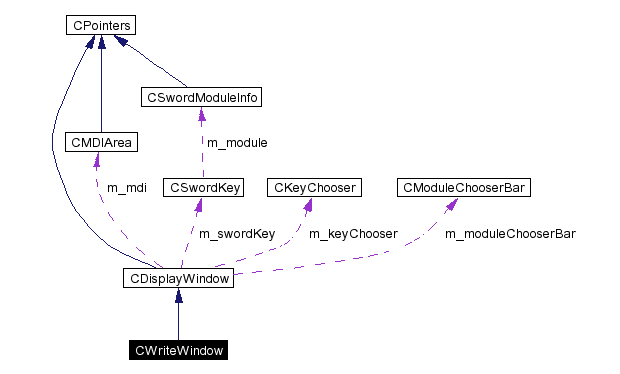 CPointers
CSwordModuleInfo
CMDIArea
m_module
m_mdi
CSwordKey
CKeyChooser
CModuleChooserBar
m_swordKey
m_keyChooser
m_moduleChooserBar
CDisplayWindow
CWriteWindow